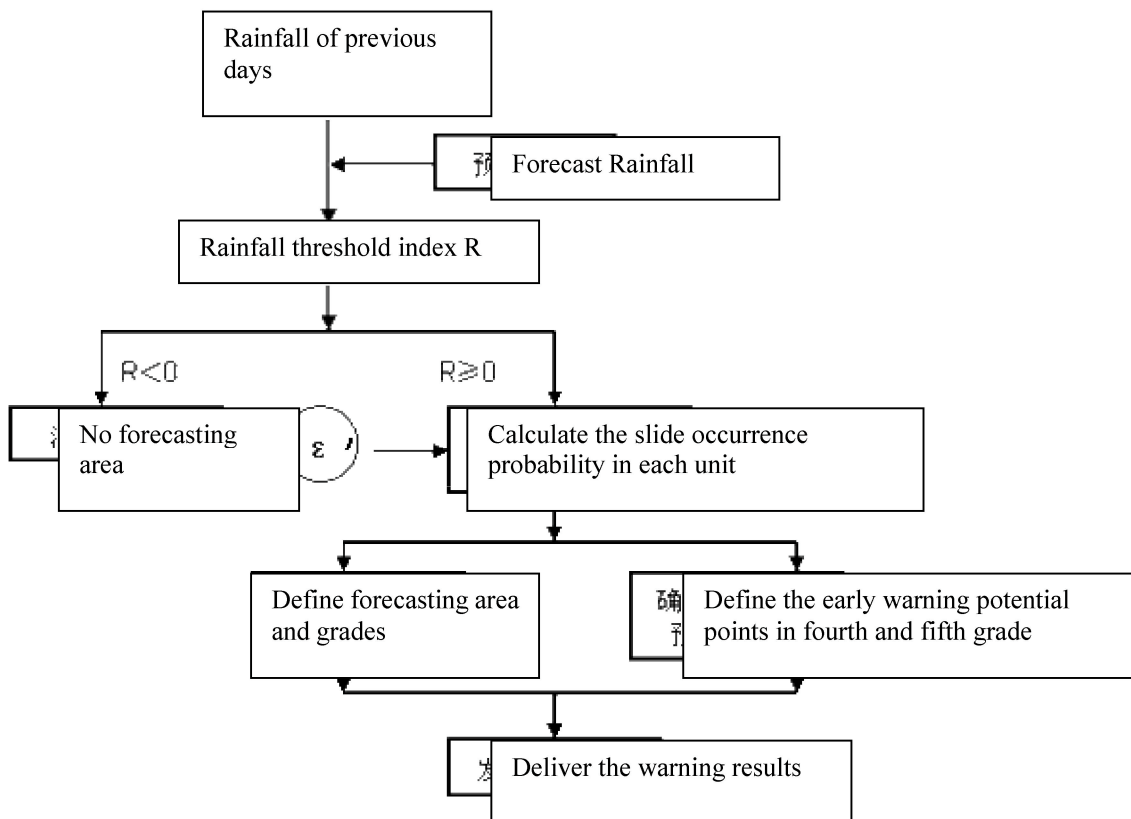 Rainfall of previous
days
预
Forecast Rainfall
Rainfall threshold index R
R<0
R≥0
No forecasting
area
ε ′
Calculate the slide occurrence
probability in each unit
Define forecasting area
and grades
确
Define the early warning potential
points in fourth and fifth grade
Deliver the warning results